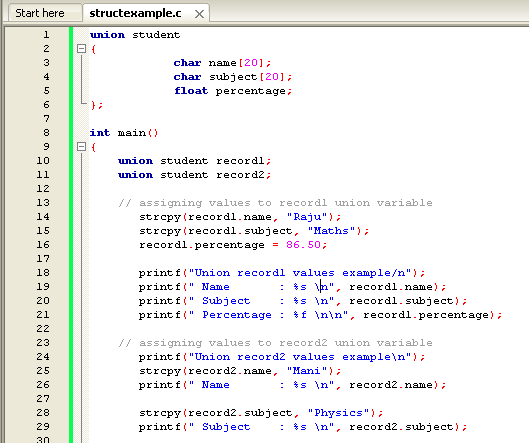 Start here structexample.c
1 union student
2 {
3 char name[20];
4 char subject[20];
5 float percentage;
6 };
7
8 int main()
9 {
10 union student record1;
11 union student record2;
12
13 // assigning values to record1 union variable
14 strcpy(record1.name, "Raju");
15 strcpy(record1.subject, "Maths");
16 record1.percentage = 86.50;
17
18 printf("Union record1 values example/n");
19 printf(" Name       : %s \n", record1.name);
20 printf(" Subject    : %s \n", record1.subject);
21 printf(" Percentage : %f \n\n", record1.percentage);
22
23 // assigning values to record2 union variable
24 printf("Union record2 values example\n");
25 strcpy(record2.name, "Mani");
26 printf(" Name       : %s \n", record2.name);
27
28 strcpy(record2.subject, "Physics");
29 printf(" Subject    : %s \n", record2.subject);
30